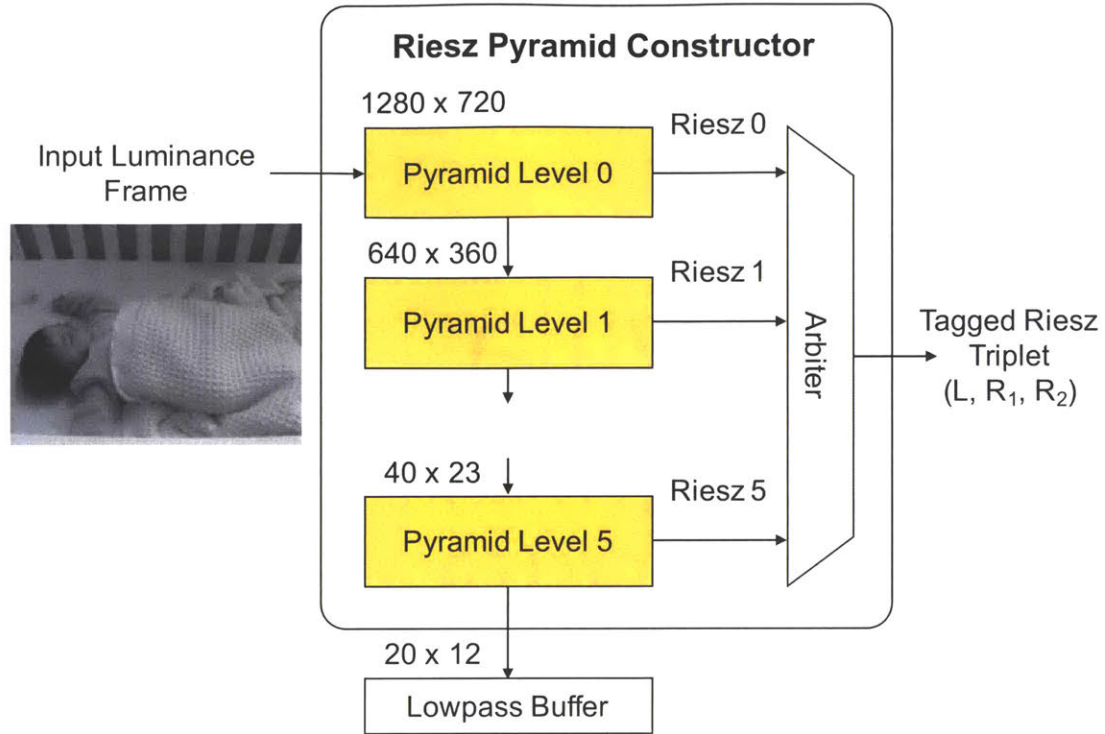 Riesz Pyramid Constructor
1280 x 720
Riesz 0
Input Luminance
Frame
Pyramid Level 0
640 x 360
Riesz 1
Pyramid Level 1
Arbiter
Tagged Riesz
Triplet
(L, R₁, R₂)
40 x 23
Riesz 5
Pyramid Level 5
20 x 12
Lowpass Buffer